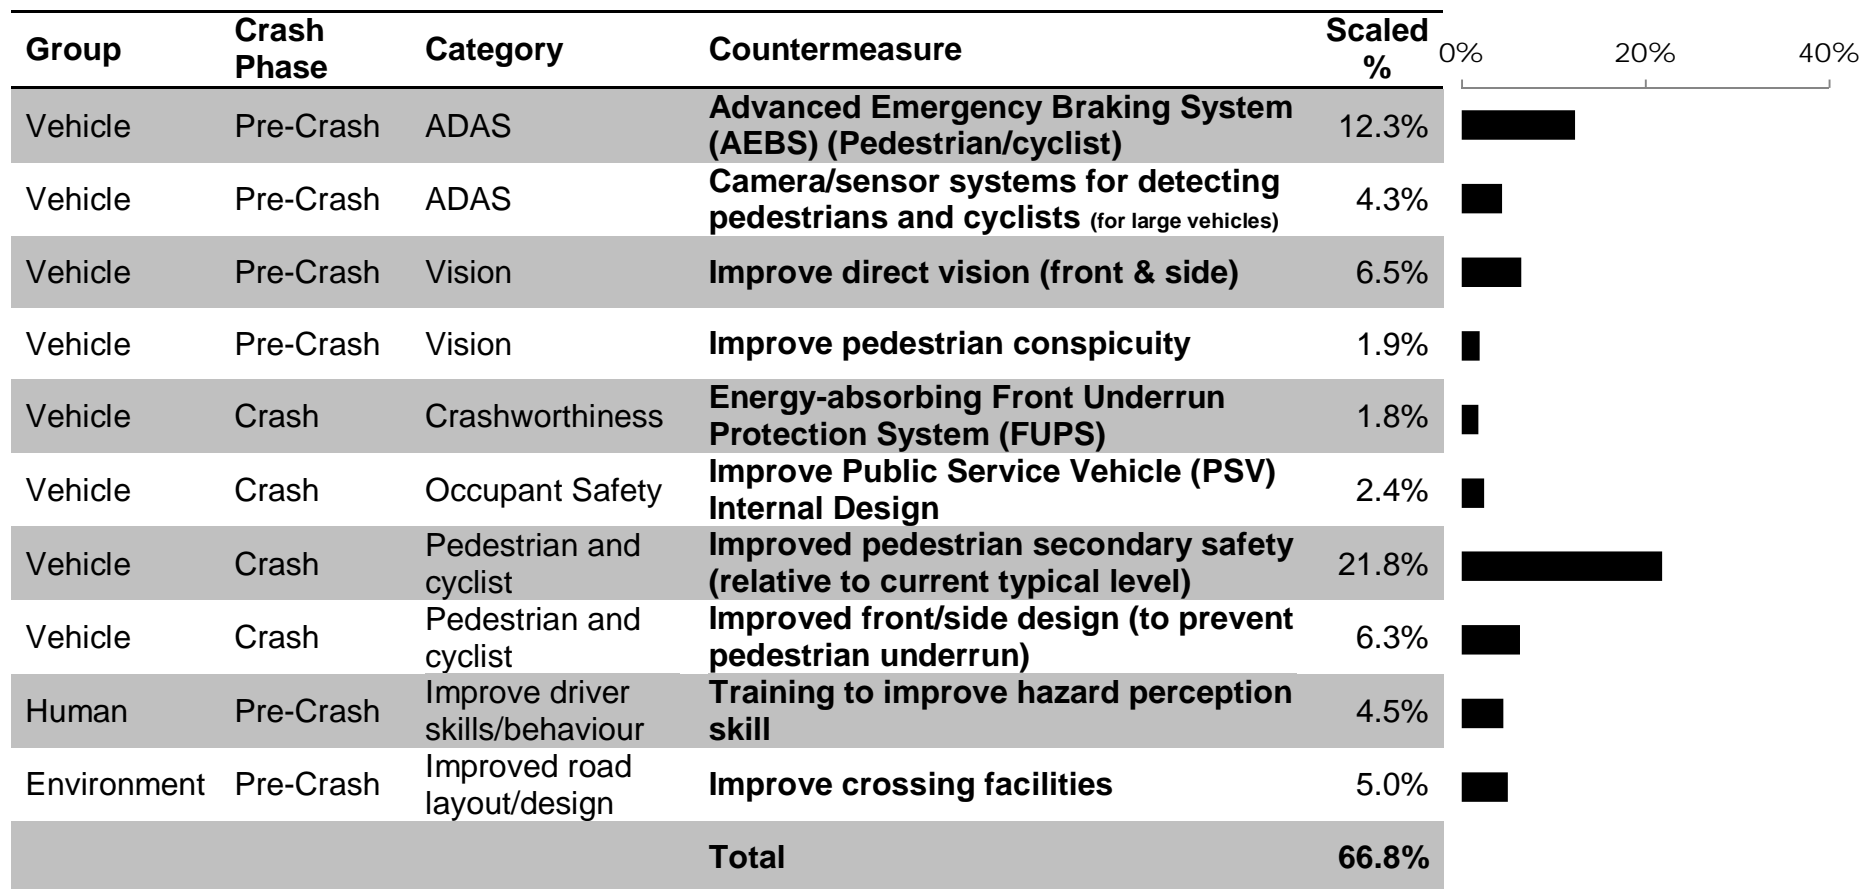 Group Crash Phase Category Countermeasure Scaled % 0% 20% 40%
Vehicle Pre-Crash ADAS Advanced Emergency Braking System (AEBS) (Pedestrian/cyclist) 12.3%
Vehicle Pre-Crash ADAS Camera/sensor systems for detecting pedestrians and cyclists (for large vehicles) 4.3%
Vehicle Pre-Crash Vision Improve direct vision (front & side) 6.5%
Vehicle Pre-Crash Vision Improve pedestrian conspicuity 1.9%
Vehicle Crash Crashworthiness Energy-absorbing Front Underrun Protection System (FUPS) 1.8%
Vehicle Crash Occupant Safety Improve Public Service Vehicle (PSV) Internal Design 2.4%
Vehicle Crash Pedestrian and cyclist Improved pedestrian secondary safety (relative to current typical level) 21.8%
Vehicle Crash Pedestrian and cyclist Improved front/side design (to prevent pedestrian underrun) 6.3%
Human Pre-Crash Improve driver skills/behaviour Training to improve hazard perception skill 4.5%
Environment Pre-Crash Improved road layout/design Improve crossing facilities 5.0%
Total 66.8%